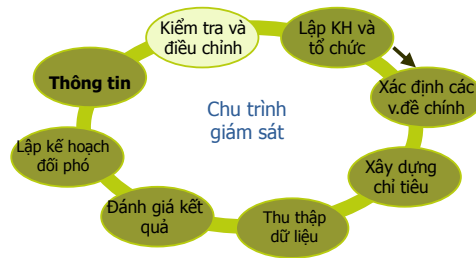 Kiểm tra và
điều chỉnh
Lập KH và
tổ chức
Xác định các
v.đề chính
Xây dựng
chỉ tiêu
Thu thập
dữ liệu
Đánh giá kết
quả
Lập kế hoạch
đối phó
Thông tin
Chu trình
giám sát